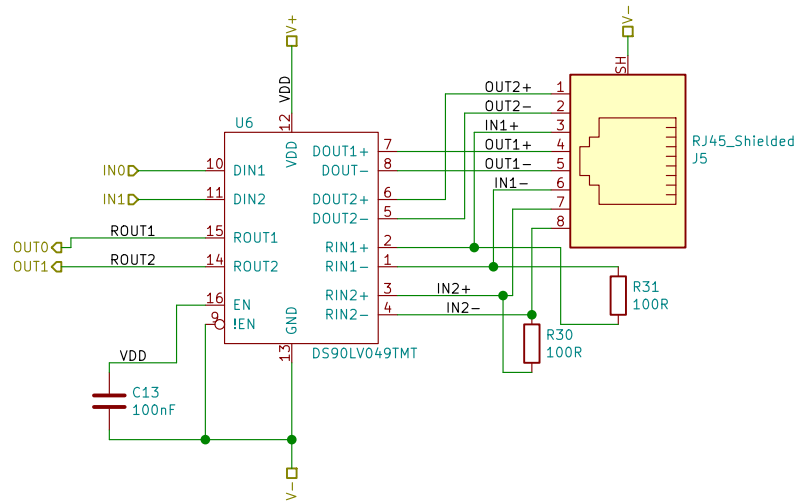 V+
V-
SH
VDD
U6
12
VDD
OUT2+
1
OUT2-
2
IN1+
3
OUT1+
4
OUT1-
5
IN1-
6
7
8
RJ45_Shielded
J5
IN0
10
DIN1
DOUT1+
7
DOUT-
8
IN1
11
DIN2
DOUT2+
6
DOUT2-
5
OUT0
ROUT1
15
ROUT1
RIN1+
2
OUT1
ROUT2
14
ROUT2
RIN1-
1
16
EN
RIN2+
3
IN2+
9
!EN
RIN2-
4
IN2-
GND
13
DS90LV049TMT
R31
100R
R30
100R
VDD
C13
100nF
V-